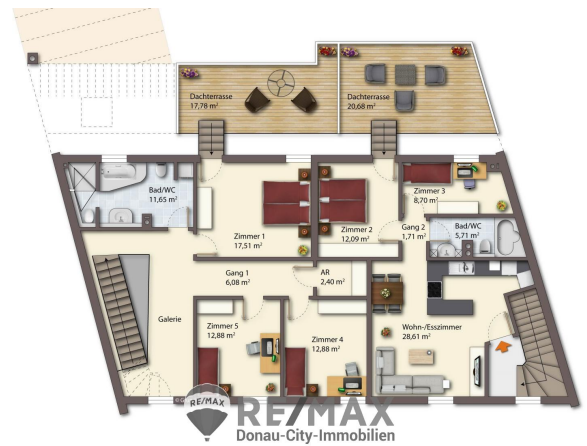 Dachterrasse
17,78 m²
Dachterrasse
20,68 m²
Bad/WC
11,65 m²
Zimmer 1
17,51 m²
Zimmer 2
12,09 m²
Zimmer 3
8,70 m²
Gang 2
1,71 m²
Bad/WC
5,71 m²
Gang 1
6,08 m²
AR
2,40 m²
Galerie
Zimmer 5
12,88 m²
Zimmer 4
12,88 m²
Wohn-/Esszimmer
28,61 m²
RE/MAX
RE/MAX
Donau-City-Immobilien